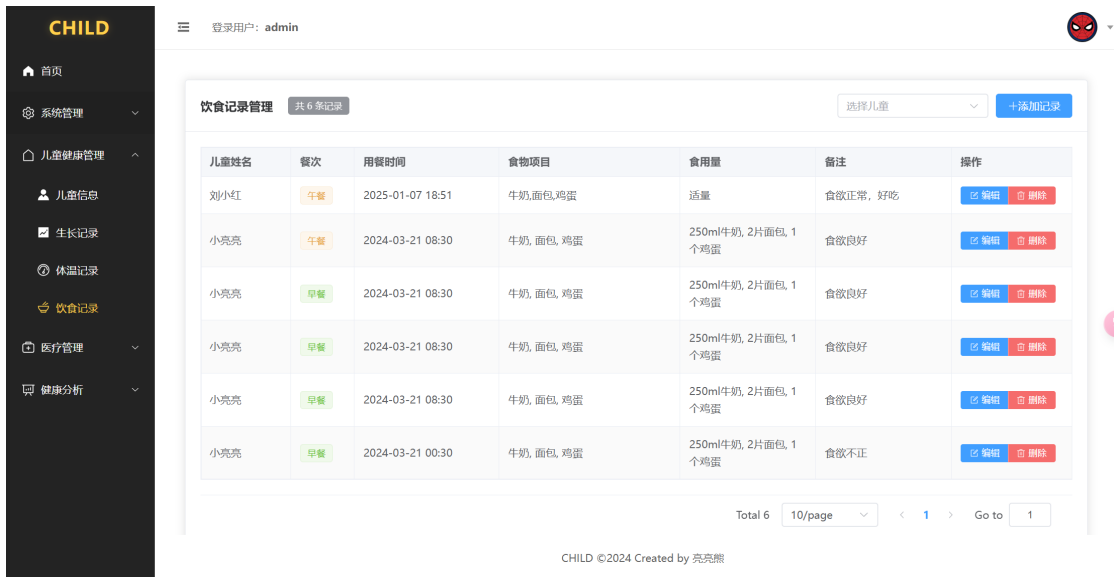 CHILD
登录用户：admin
首页
系统管理
儿童健康管理
儿童信息
生长记录
体温记录
饮食记录
医疗管理
健康分析
饮食记录管理 共 6 条记录 选择儿童 +添加记录
儿童姓名 餐次 用餐时间 食物项目 食用量 备注 操作
刘小红 午餐 2025-01-07 18:51 牛奶,面包,鸡蛋 适量 食欲正常，好吃 编辑 删除
小亮亮 午餐 2024-03-21 08:30 牛奶, 面包, 鸡蛋 250ml牛奶, 2片面包, 1
个鸡蛋 食欲良好 编辑 删除
小亮亮 早餐 2024-03-21 08:30 牛奶, 面包, 鸡蛋 250ml牛奶, 2片面包, 1
个鸡蛋 食欲良好 编辑 删除
小亮亮 早餐 2024-03-21 08:30 牛奶, 面包, 鸡蛋 250ml牛奶, 2片面包, 1
个鸡蛋 食欲良好 编辑 删除
小亮亮 早餐 2024-03-21 08:30 牛奶, 面包, 鸡蛋 250ml牛奶, 2片面包, 1
个鸡蛋 食欲良好 编辑 删除
小亮亮 早餐 2024-03-21 00:30 牛奶, 面包, 鸡蛋 250ml牛奶, 2片面包, 1
个鸡蛋 食欲不正 编辑 删除
Total 6 10/page 1 Go to 1
CHILD ©2024 Created by 亮亮熊